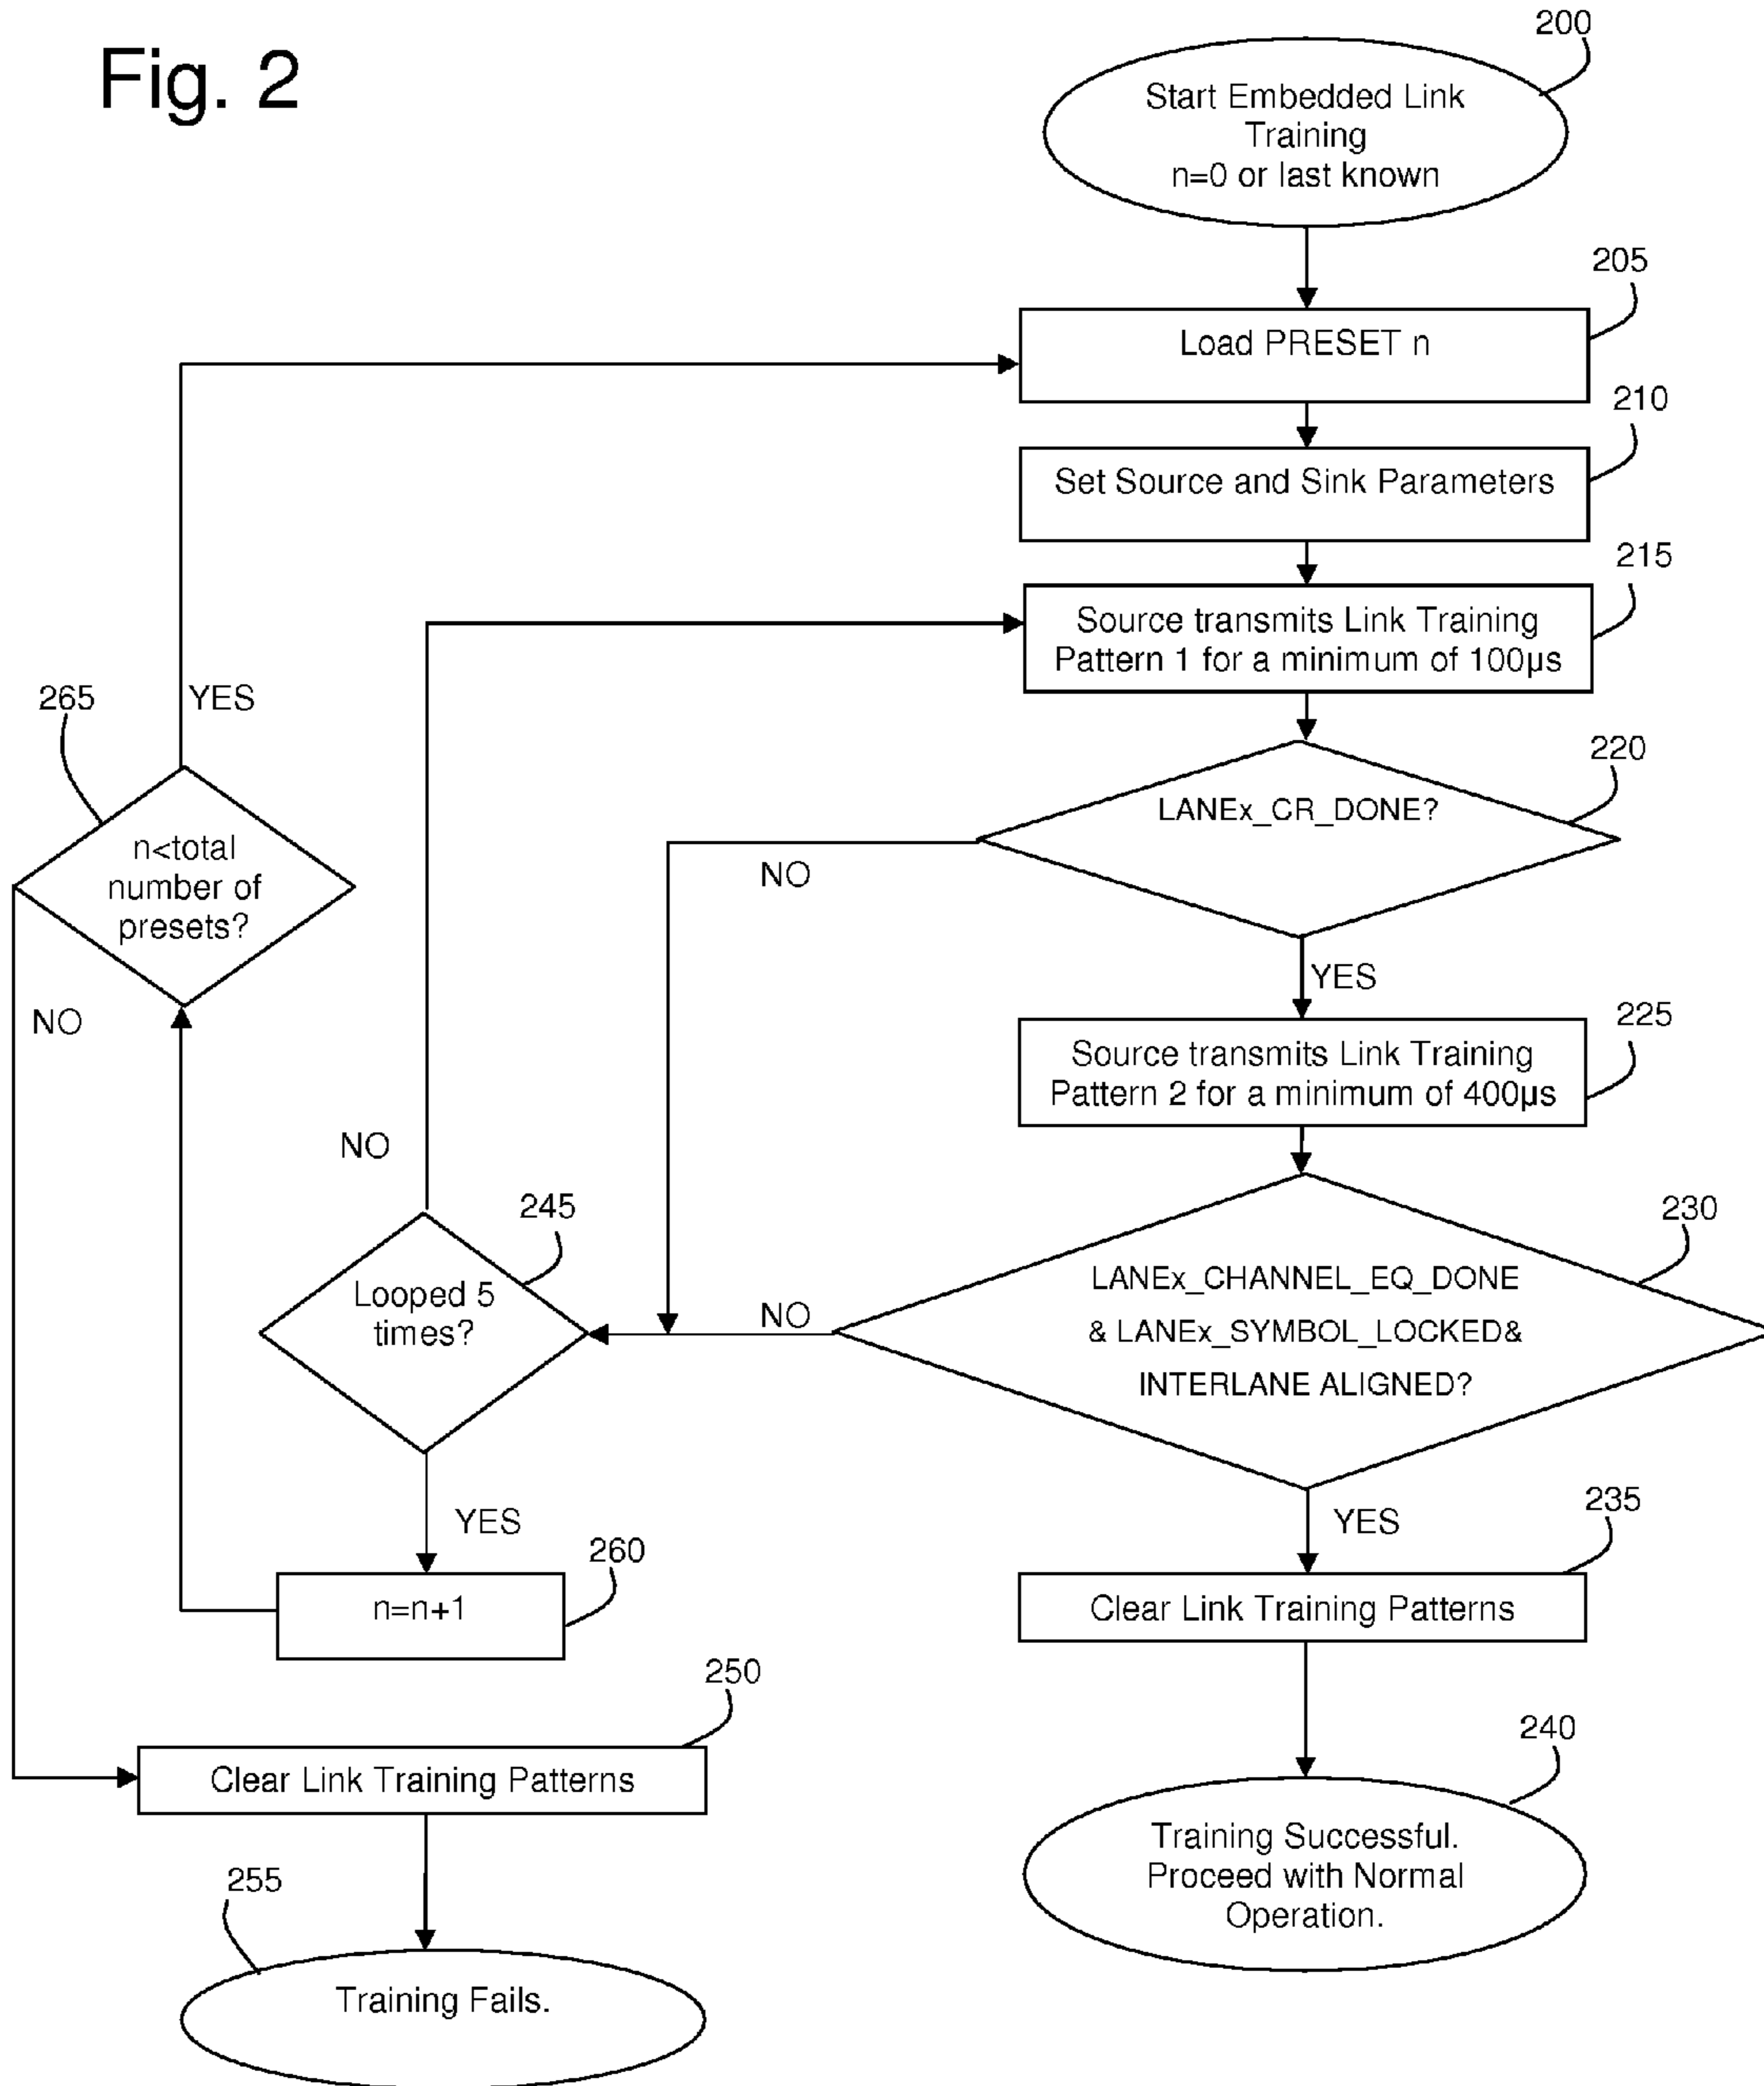 Fig. 2
200
Start Embedded Link
Training
n=0 or last known
205
Load PRESET n
210
Set Source and Sink Parameters
215
Source transmits Link Training
Pattern 1 for a minimum of 100µs
265
YES
n<total
number of
presets?
NO
220
LANEx_CR_DONE?
NO
YES
225
Source transmits Link Training
Pattern 2 for a minimum of 400µs
NO
245
Looped 5
times?
NO
230
LANEx_CHANNEL_EQ_DONE
& LANEx_SYMBOL_LOCKED&
INTERLANE ALIGNED?
YES
260
n=n+1
YES
235
Clear Link Training Patterns
250
Clear Link Training Patterns
240
Training Successful.
Proceed with Normal
Operation.
255
Training Fails.